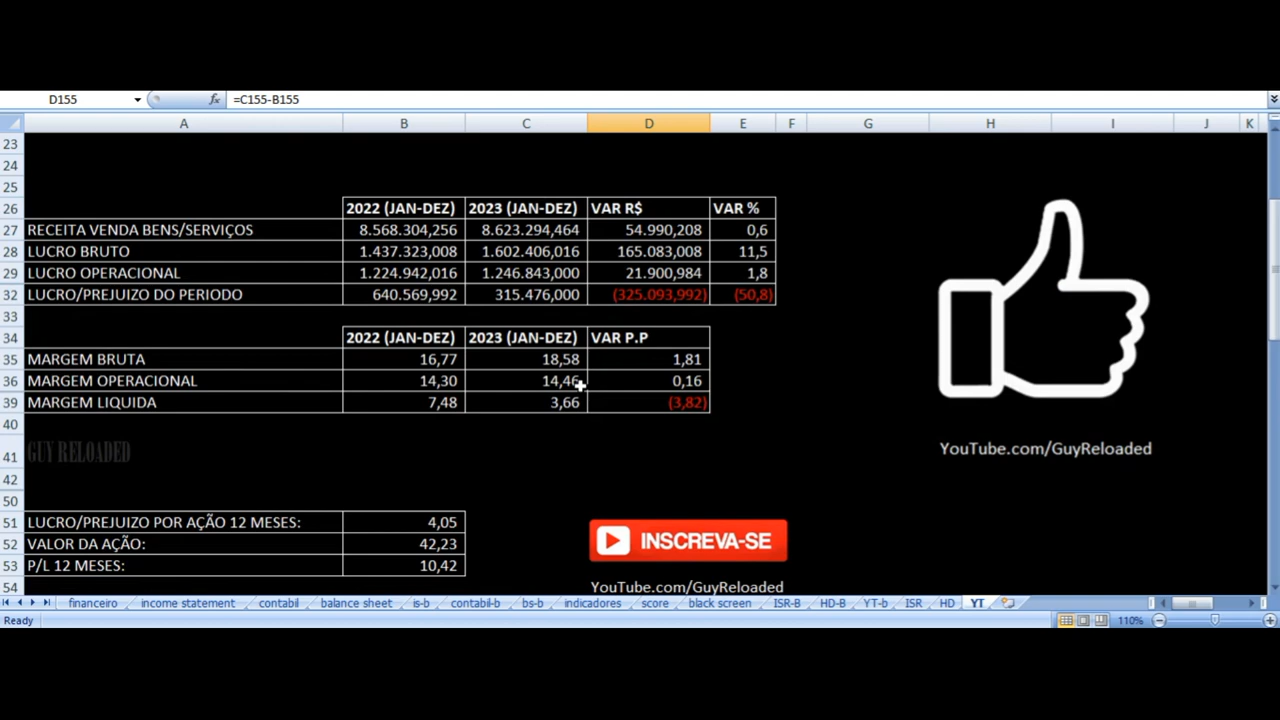 D155 fx =C155-B155
A B C D E F G H I J K
23
24
25
26 2022 (JAN-DEZ) 2023 (JAN-DEZ) VAR R$ VAR %
27 RECEITA VENDA BENS/SERVIÇOS 8.568.304,256 8.623.294,464 54.990,208 0,6
28 LUCRO BRUTO 1.437.323,008 1.602.406,016 165.083,008 11,5
29 LUCRO OPERACIONAL 1.224.942,016 1.246.843,000 21.900,984 1,8
32 LUCRO/PREJUIZO DO PERIODO 640.569,992 315.476,000 (325.093,992) (50,8)
33
34 2022 (JAN-DEZ) 2023 (JAN-DEZ) VAR P.P
35 MARGEM BRUTA 16,77 18,58 1,81
36 MARGEM OPERACIONAL 14,30 14,46 0,16
39 MARGEM LIQUIDA 7,48 3,66 (3,82)
40
YouTube.com/GuyReloaded
41 GUY RELOADED
42
50
51 LUCRO/PREJUIZO POR AÇÃO 12 MESES: 4,05
52 VALOR DA AÇÃO: 42,23
INSCREVA-SE
53 P/L 12 MESES: 10,42
54 YouTube.com/GuyReloaded
financeiro income statement contabil balance sheet is-b contabil-b bs-b indicadores score black screen ISR-B HD-B YT-b ISR HD YT
Ready 110%